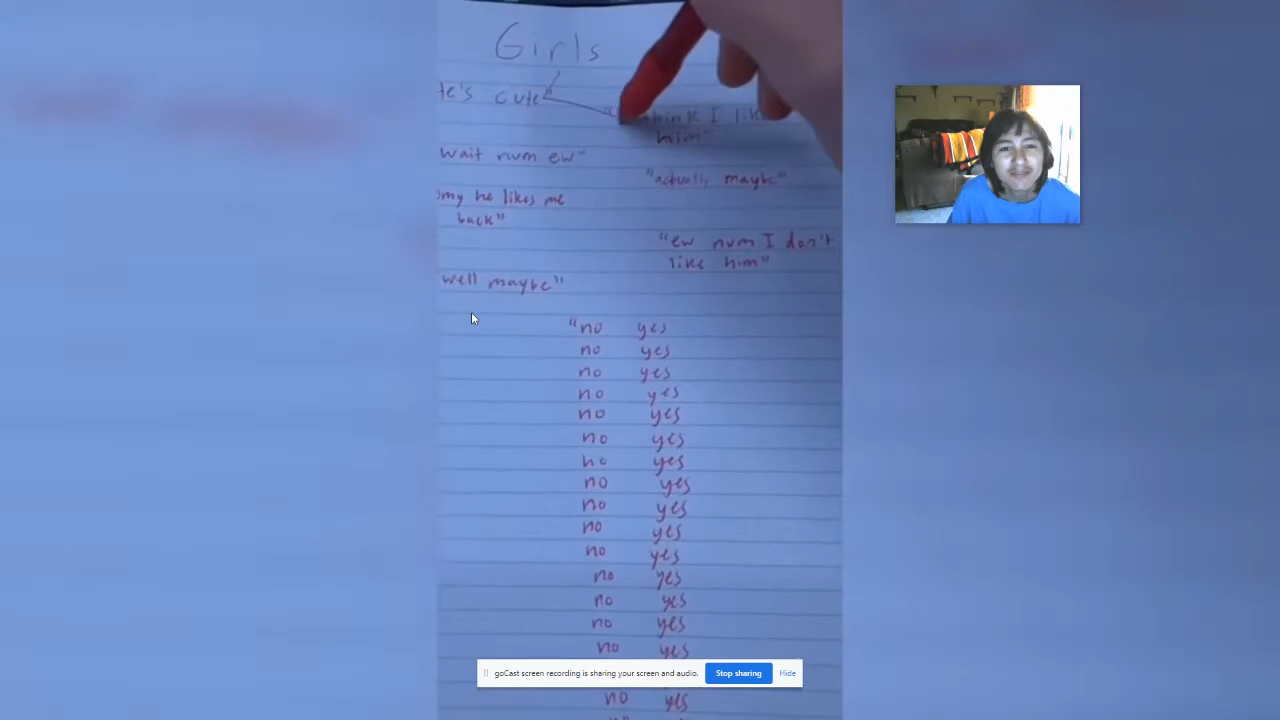 Girls
te's cute"
think I lik
him"
wait num ew"
"actually maybe"
omy he likes me
back"
"ew num I don't
like him"
well maybe"
"no yes
no yes
no yes
no yes
no yes
no yes
no yes
no yes
no yes
no yes
no yes
no yes
no yes
no yes
no yes
goCast screen recording is sharing your screen and audio. Stop sharing Hide
no yes